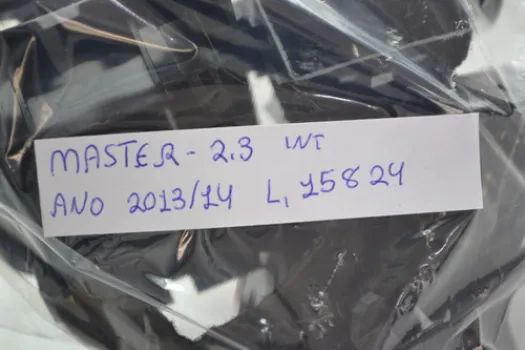 MASTER - 2.3 INT
ANO 2013/14 L, 15824